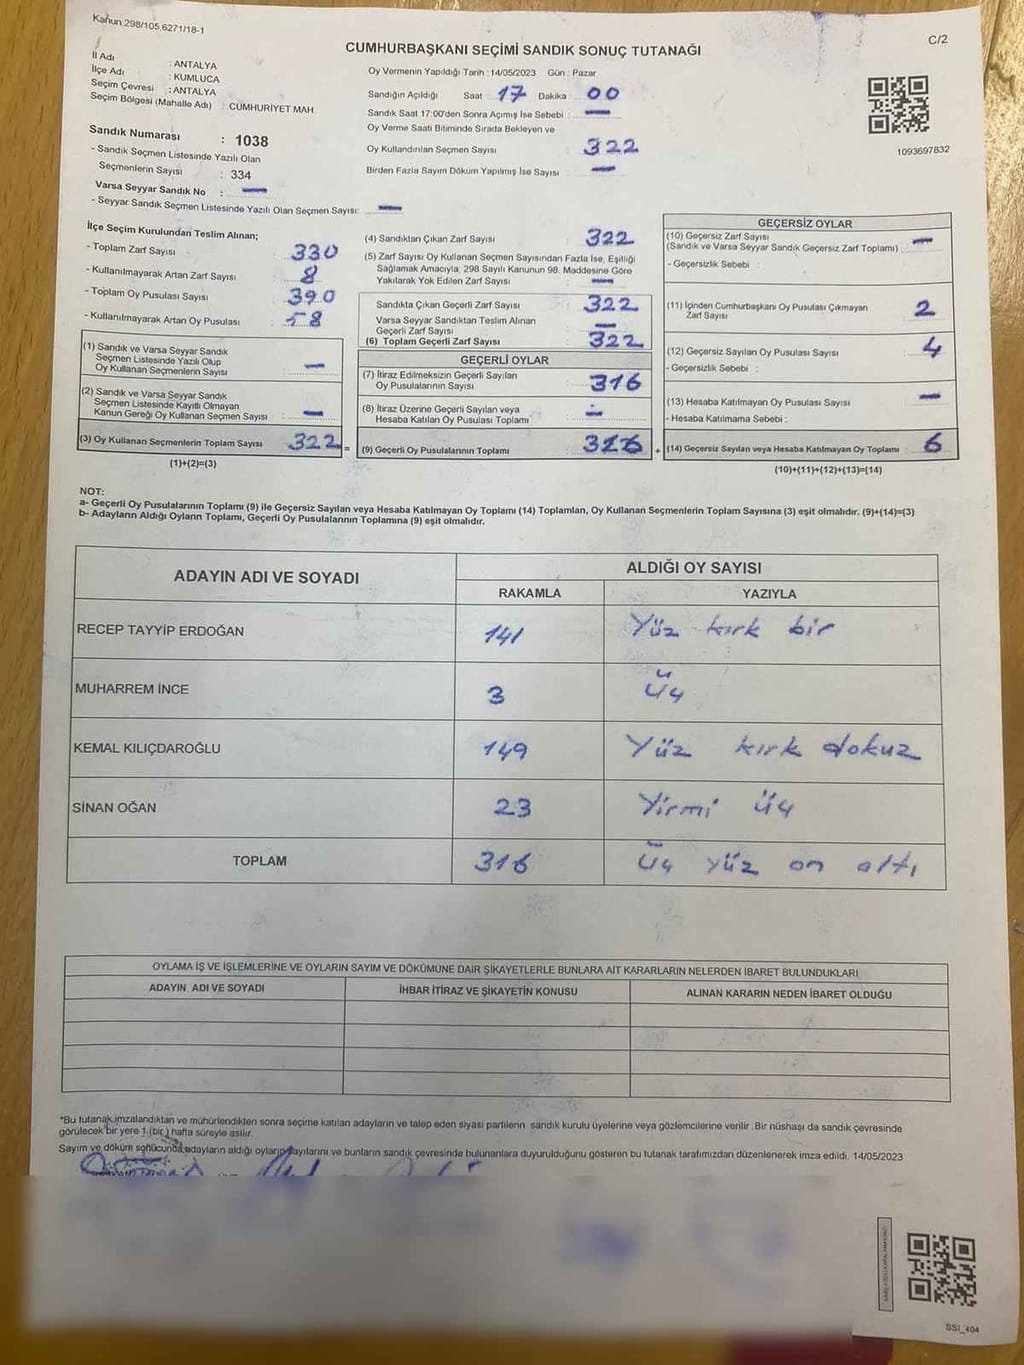 Kanun:298/105,6271/18-1
C/2
CUMHURBAŞKANI SEÇİMİ SANDIK SONUÇ TUTANAĞI
İl Adı : ANTALYA
İlçe Adı : KUMLUCA
Seçim Çevresi : ANTALYA
Seçim Bölgesi (Mahalle Adı) : CUMHURİYET MAH
Sandık Numarası : 1038
- Sandık Seçmen Listesinde Yazılı Olan
Seçmenlerin Sayısı : 334
Varsa Seyyar Sandık No : —
- Seyyar Sandık Seçmen Listesinde Yazılı Olan Seçmen Sayısı: —
Oy Vermenin Yapıldığı Tarih :14/05/2023 Gün : Pazar
Sandığın Açıldığı Saat 17 Dakika 00
Sandık Saat 17:00'den Sonra Açmış İse Sebebi : —
Oy Verme Saati Bitiminde Sırada Bekleyen ve
Oy Kullandırılan Seçmen Sayısı 322
Birden Fazla Sayım Döküm Yapılmış İse Sayısı : —
1093697832
İlçe Seçim Kurulundan Teslim Alınan;
- Toplam Zarf Sayısı 330
- Kullanılmayarak Artan Zarf Sayısı 8
- Toplam Oy Pusulası Sayısı 390
- Kullanılmayarak Artan Oy Pusulası 58
(1) Sandık ve Varsa Seyyar Sandık
Seçmen Listesinde Yazılı Olup
Oy Kullanan Seçmenlerin Sayısı : —
(2) Sandık ve Varsa Seyyar Sandık
Seçmen Listesinde Kayıtlı Olmayan
Kanun Gereği Oy Kullanan Seçmen Sayısı : —
(3) Oy Kullanan Seçmenlerin Toplam Sayısı 322 =
(1)+(2)=(3)
(4) Sandıktan Çıkan Zarf Sayısı 322
(5) Zarf Sayısı Oy Kullanan Seçmen Sayısından Fazla İse, Eşitliği
Sağlamak Amacıyla, 298 Sayılı Kanunun 98. Maddesine Göre
Yakılarak Yok Edilen Zarf Sayısı : —
Sandıkta Çıkan Geçerli Zarf Sayısı 322
Varsa Seyyar Sandıktan Teslim Alınan
Geçerli Zarf Sayısı —
(6) Toplam Geçerli Zarf Sayısı 322
GEÇERLİ OYLAR
(7) İtiraz Edilmeksizin Geçerli Sayılan
Oy Pusulalarının Sayısı 316
(8) İtiraz Üzerine Geçerli Sayılan veya
Hesaba Katılan Oy Pusulası Toplamı —
(9) Geçerli Oy Pusulalarının Toplamı 316 +
GEÇERSİZ OYLAR
(10) Geçersiz Zarf Sayısı
(Sandık ve Varsa Seyyar Sandık Geçersiz Zarf Toplamı) —
- Geçersizlik Sebebi :
(11) İçinden Cumhurbaşkanı Oy Pusulası Çıkmayan
Zarf Sayısı 2
(12) Geçersiz Sayılan Oy Pusulası Sayısı 4
- Geçersizlik Sebebi :
(13) Hesaba Katılmayan Oy Pusulası Sayısı —
- Hesaba Katılmama Sebebi :
(14) Geçersiz Sayılan veya Hesaba Katılmayan Oy Toplamı : 6
(10)+(11)+(12)+(13)=(14)
NOT:
a- Geçerli Oy Pusulalarının Toplamı (9) ile Geçersiz Sayılan veya Hesaba Katılmayan Oy Toplamı (14) Toplamları, Oy Kullanan Seçmenlerin Toplam Sayısına (3) eşit olmalıdır. (9)+(14)=(3)
b- Adayların Aldığı Oyların Toplamı, Geçerli Oy Pusulalarının Toplamına (9) eşit olmalıdır.
ADAYIN ADI VE SOYADI ALDIĞI OY SAYISI
RAKAMLA YAZIYLA
RECEP TAYYİP ERDOĞAN 141 Yüz kırk bir
MUHARREM İNCE 3 Üç
KEMAL KILIÇDAROĞLU 149 Yüz kırk dokuz
SİNAN OĞAN 23 Yirmi üç
TOPLAM 316 Üç yüz on altı
OYLAMA İŞ VE İŞLEMLERİNE VE OYLARIN SAYIM VE DÖKÜMÜNE DAİR ŞİKAYETLERLE BUNLARA AİT KARARLARIN NELERDEN İBARET BULUNDUKLARI
ADAYIN ADI VE SOYADI İHBAR İTİRAZ VE ŞİKAYETİN KONUSU ALINAN KARARIN NEDEN İBARET OLDUĞU
*Bu tutanak,imzalandıktan ve mühürlendikten sonra seçime katılan adayların ve talep eden siyasi partilerin sandık kurulu üyelerine veya gözlemcilerine verilir .Bir nüshası da sandık çevresinde
görülecek bir yere 1 (bir ) hafta süreyle asılır.
Sayım ve döküm sonucunda,adayların aldığı oyların sayılarını ve bunların sandık çevresinde bulunanlara duyurulduğunu gösteren bu tutanak tarafımızdan düzenlenerek imza edildi. 14/05/2023
SSI_404